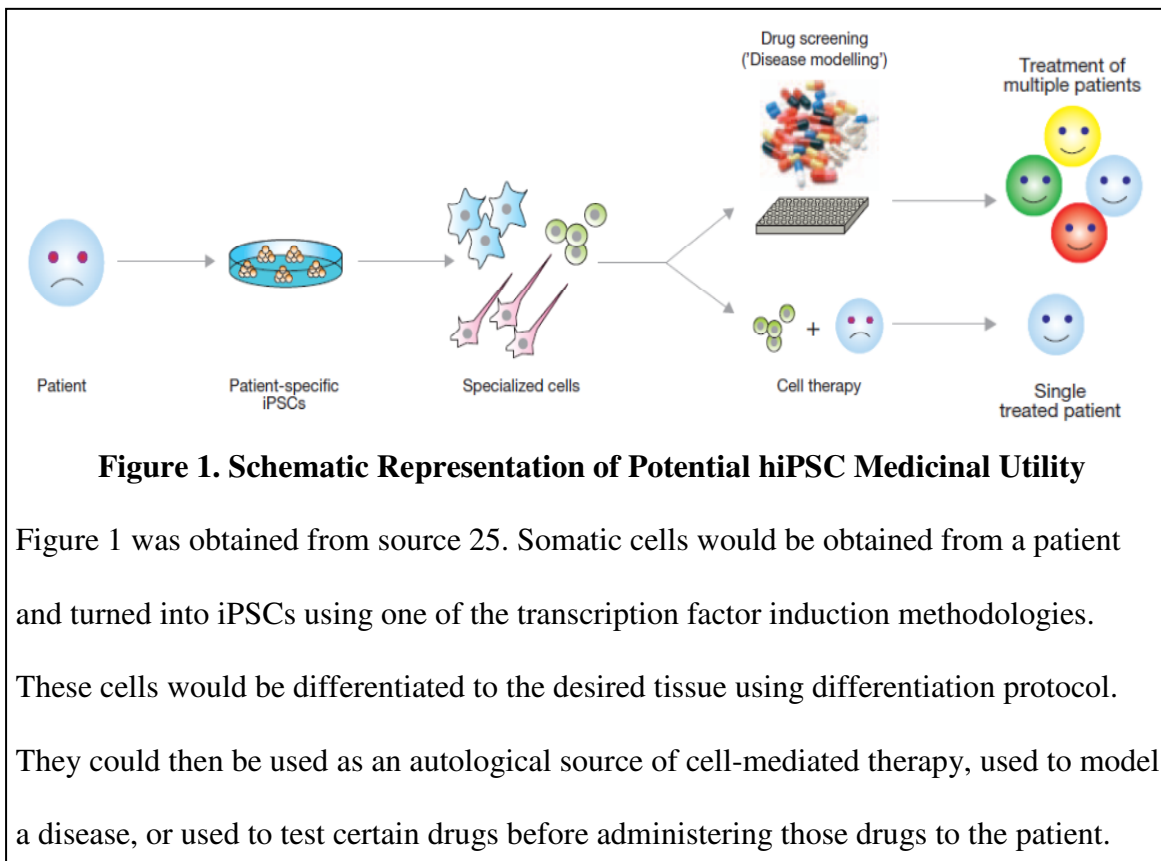 Drug screening
('Disease modelling')
Treatment of
multiple patients
Patient
Patient-specific
iPSCs
Specialized cells
+
Cell therapy
Single
treated patient
Figure 1. Schematic Representation of Potential hiPSC Medicinal Utility
Figure 1 was obtained from source 25. Somatic cells would be obtained from a patient
and turned into iPSCs using one of the transcription factor induction methodologies.
These cells would be differentiated to the desired tissue using differentiation protocol.
They could then be used as an autological source of cell-mediated therapy, used to model
a disease, or used to test certain drugs before administering those drugs to the patient.